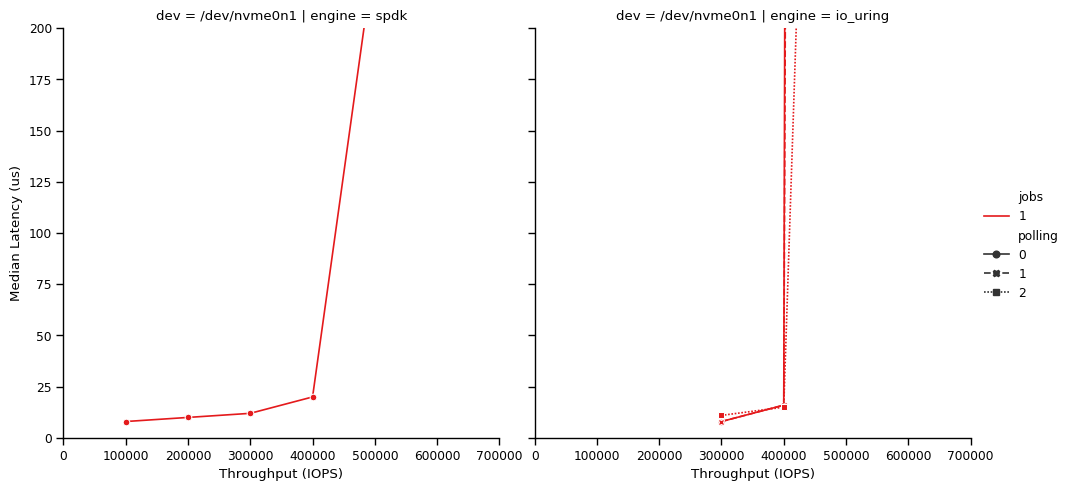 dev = /dev/nvme0n1 | engine = spdk
dev = /dev/nvme0n1 | engine = io_uring
200
175
150
125
100
75
50
25
0
Median Latency (us)
0 100000 200000 300000 400000 500000 600000 700000
0 100000 200000 300000 400000 500000 600000 700000
Throughput (IOPS)
Throughput (IOPS)
jobs
1
polling
0
1
2